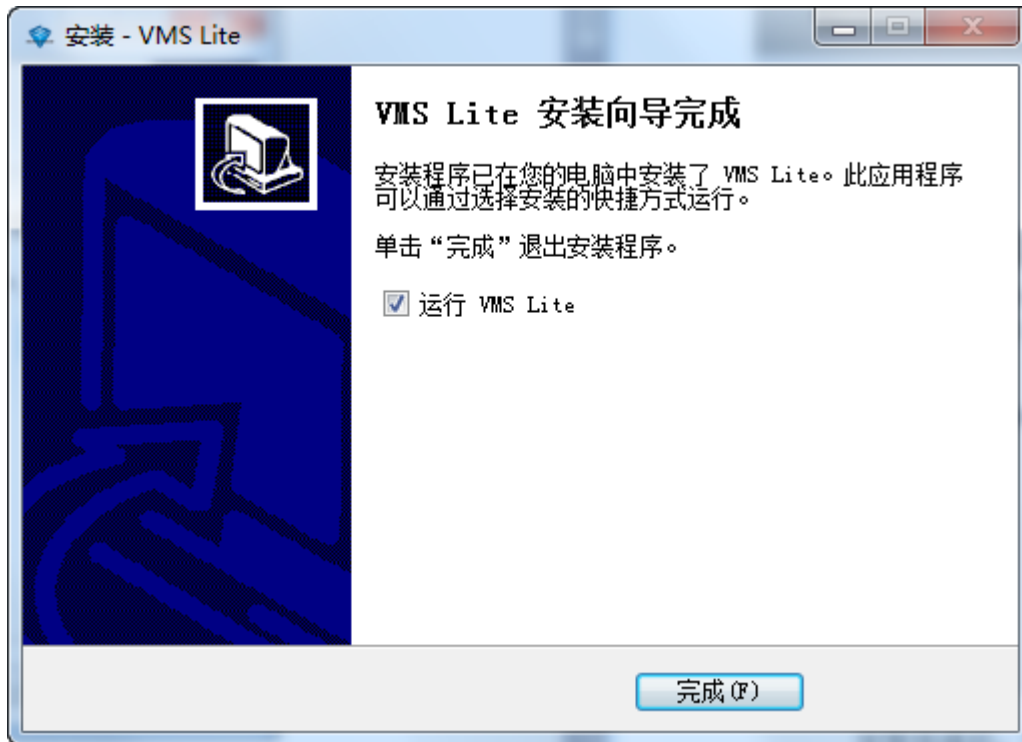 安装 - VMS Lite
VMS Lite 安装向导完成
安装程序已在您的电脑中安装了 VMS Lite。此应用程序
可以通过选择安装的快捷方式运行。
单击“完成”退出安装程序。
运行 VMS Lite
完成(F)